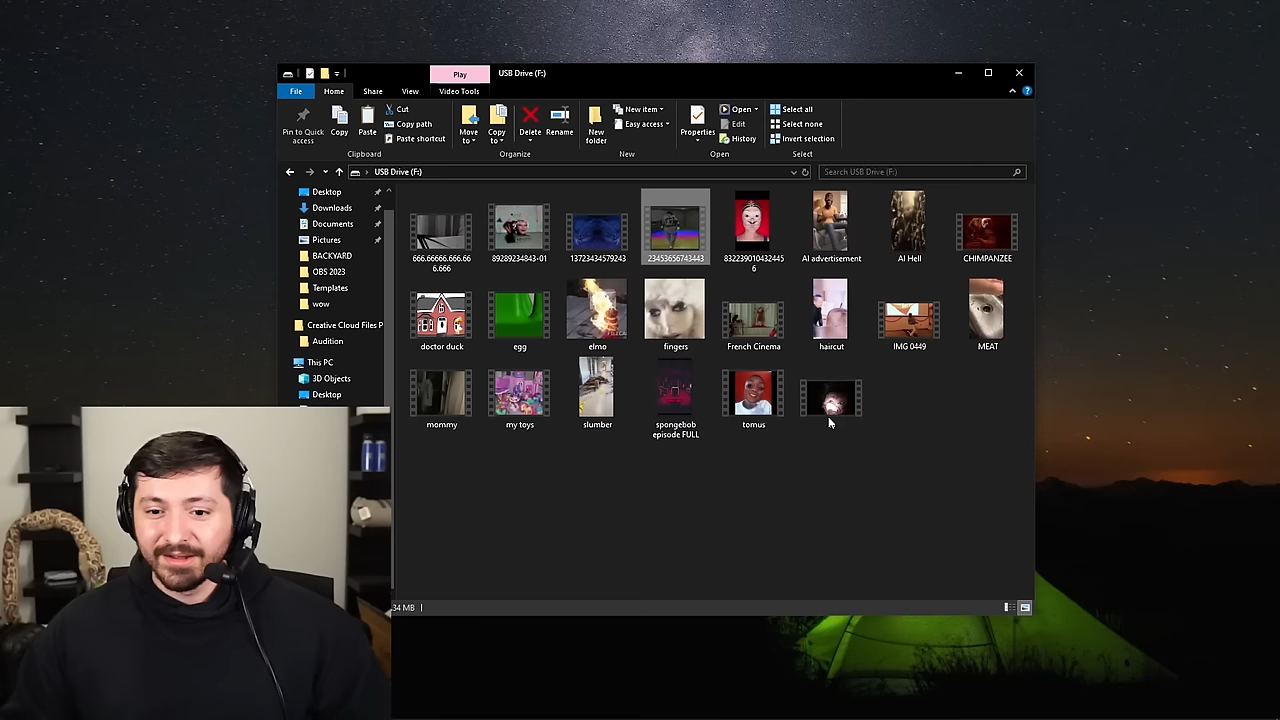 Play
USB Drive (F:)
File
Home
Share
View
Video Tools
Pin to Quick
access
Copy
Paste
Cut
Copy path
Paste shortcut
Clipboard
Move
to
Copy
to
Delete
Rename
Organize
New
folder
New item
Easy access
New
Properties
Open
Edit
History
Open
Select all
Select none
Invert selection
Select
USB Drive (F:)
Search USB Drive (F:)
Desktop
Downloads
Documents
Pictures
BACKYARD
OBS 2023
Templates
wow
Creative Cloud Files P
Audition
This PC
3D Objects
Desktop
666.66666.666.66
6.666
89289234843-01
13723434579243
23453656743443
832239010432445
6
AI advertisement
AI Hell
CHIMPANZEE
doctor duck
egg
elmo
fingers
French Cinema
haircut
IMG 0449
MEAT
mommy
my toys
slumber
spongebob
episode FULL
tomus
34 MB